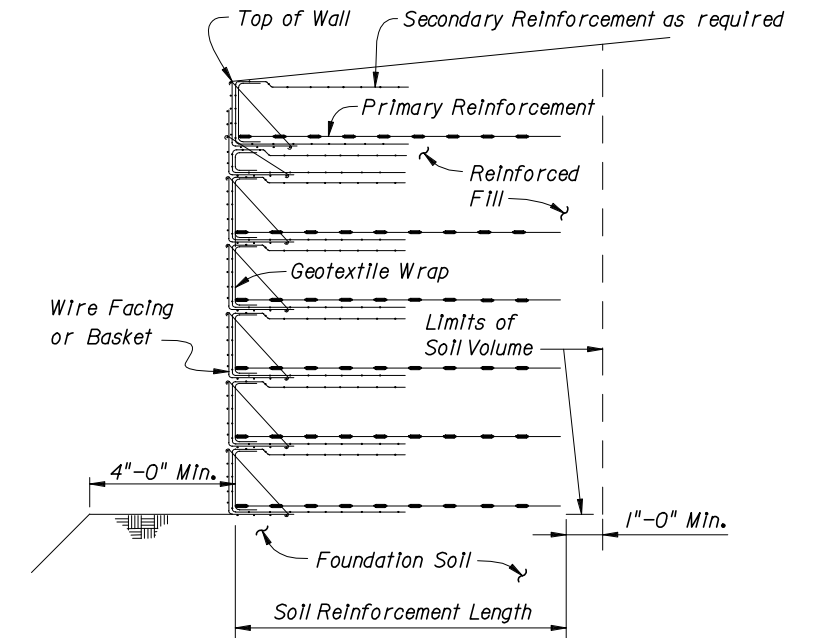 Top of Wall
Secondary Reinforcement as required
Primary Reinforcement
Reinforced
Fill
Geotextile Wrap
Wire Facing
or Basket
Limits of
Soil Volume
4"-0" Min.
1"-0" Min.
Foundation Soil
Soil Reinforcement Length